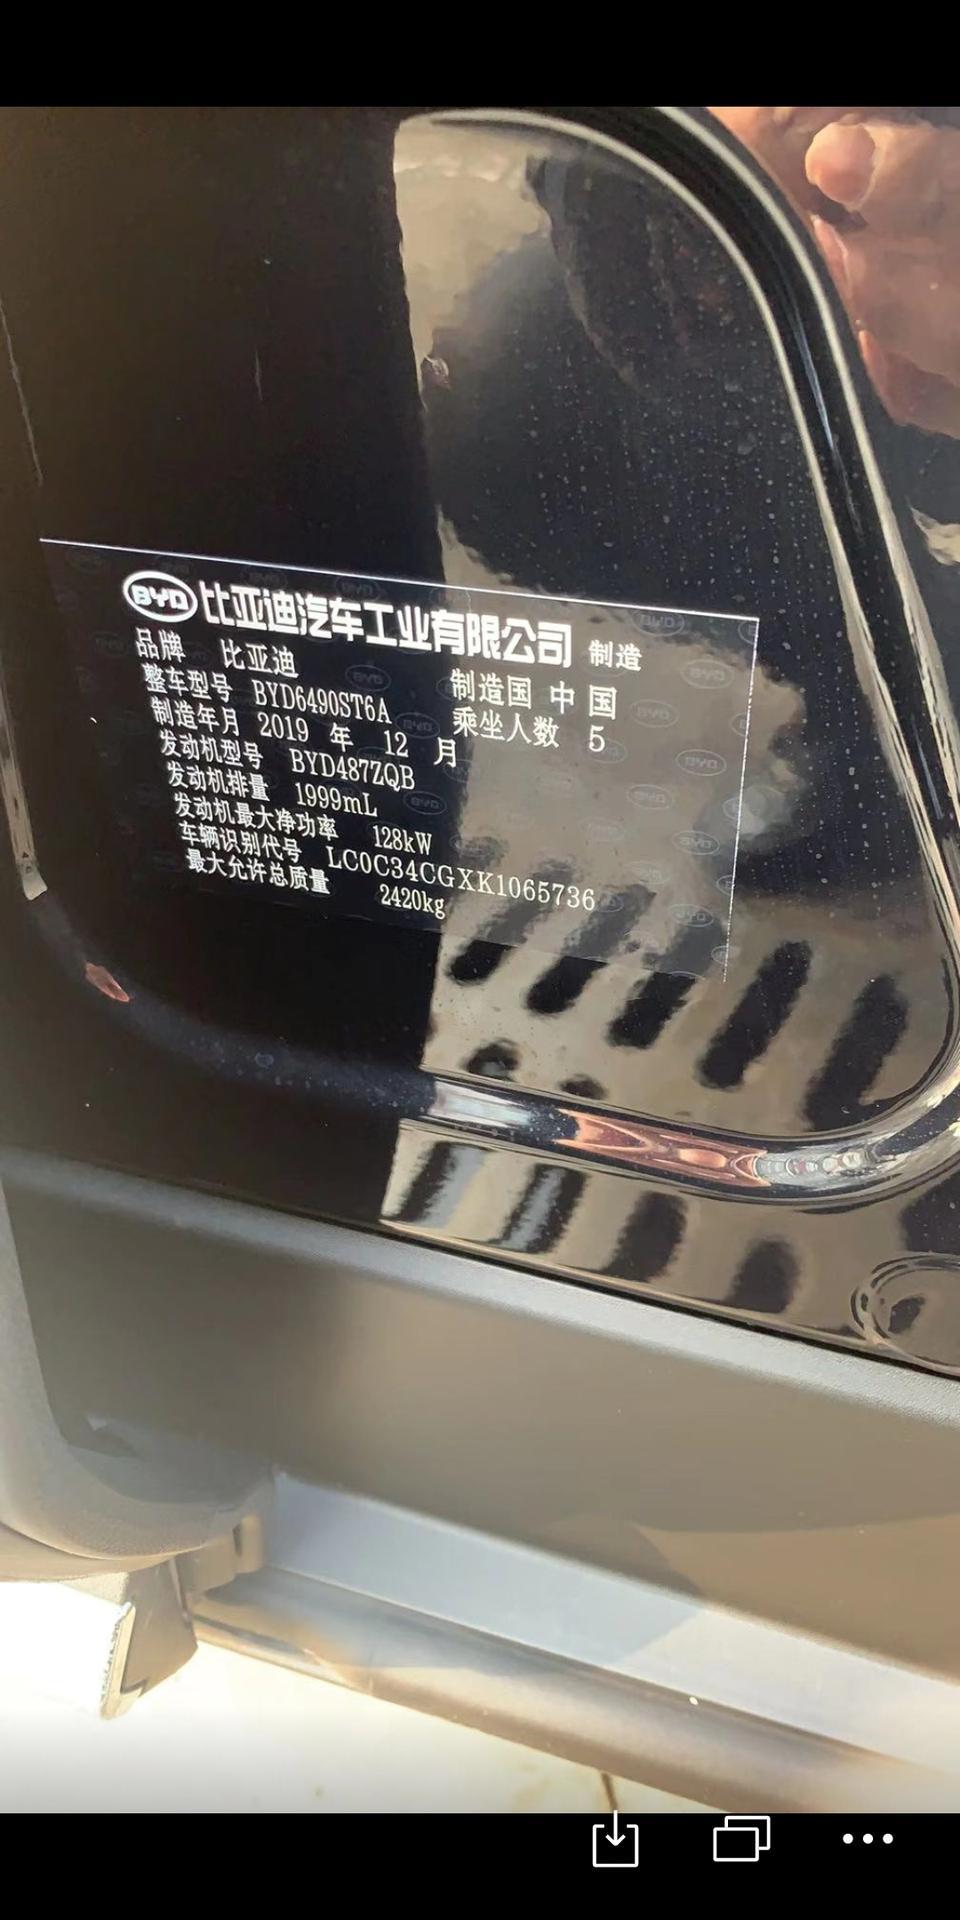 BYD 比亚迪汽车工业有限公司 制造
品牌 比亚迪 制造国 中国
整车型号 BYD6490ST6A 乘坐人数 5
制造年月 2019 年 12 月
发动机型号 BYD487ZQB
发动机排量 1999mL
发动机最大净功率 128kW
车辆识别代号 LC0C34CGXK1065736
最大允许总质量 2420kg